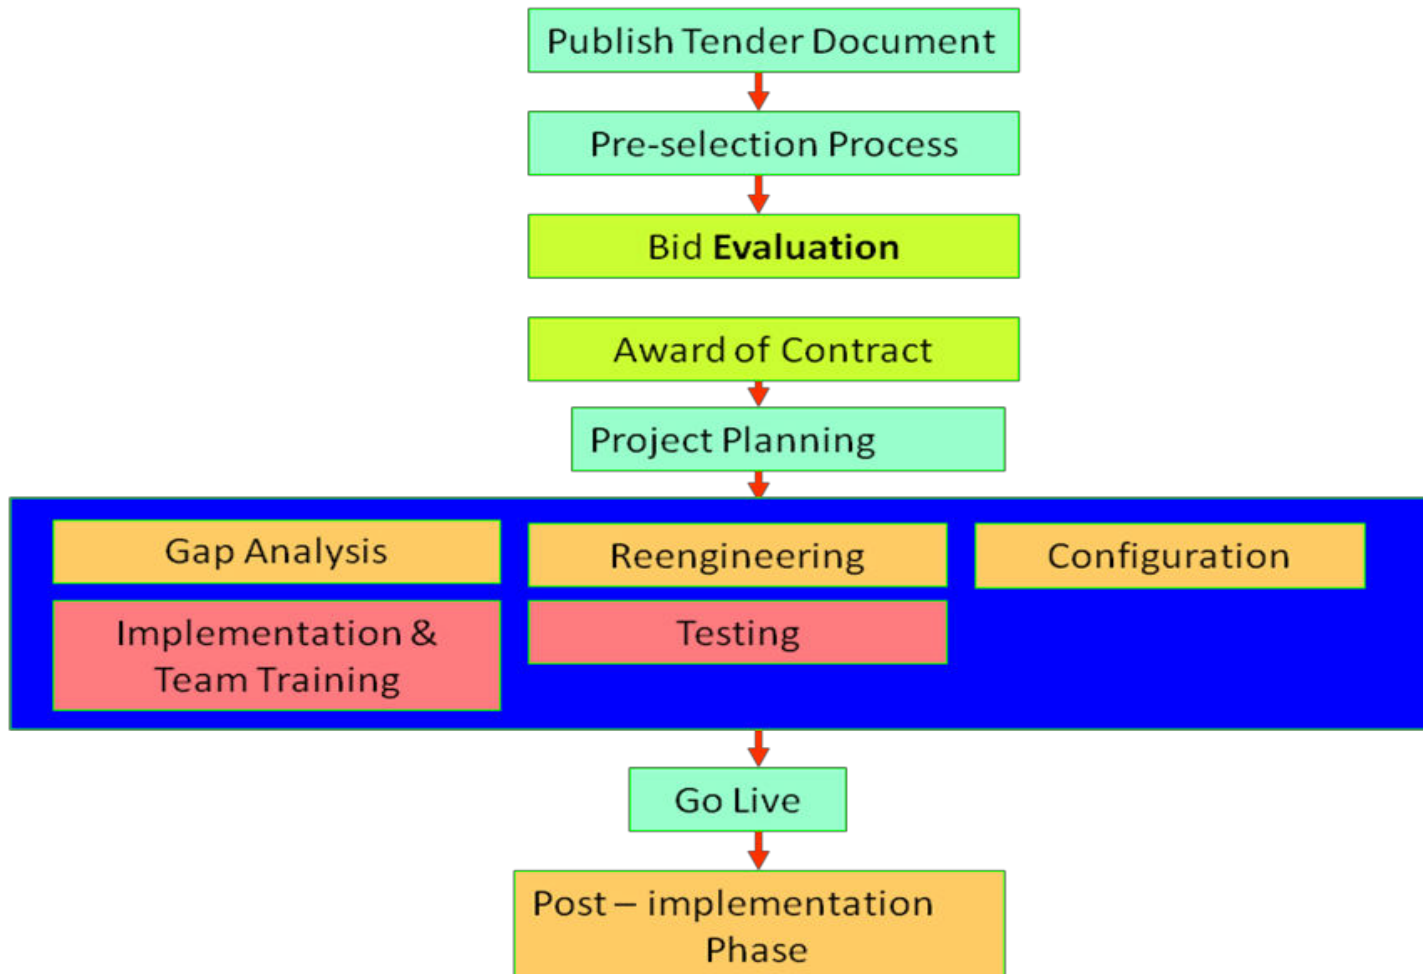 Publish Tender Document
Pre-selection Process
Bid Evaluation
Award of Contract
Project Planning
Gap Analysis
Reengineering
Configuration
Implementation &
Team Training
Testing
Go Live
Post – implementation
Phase